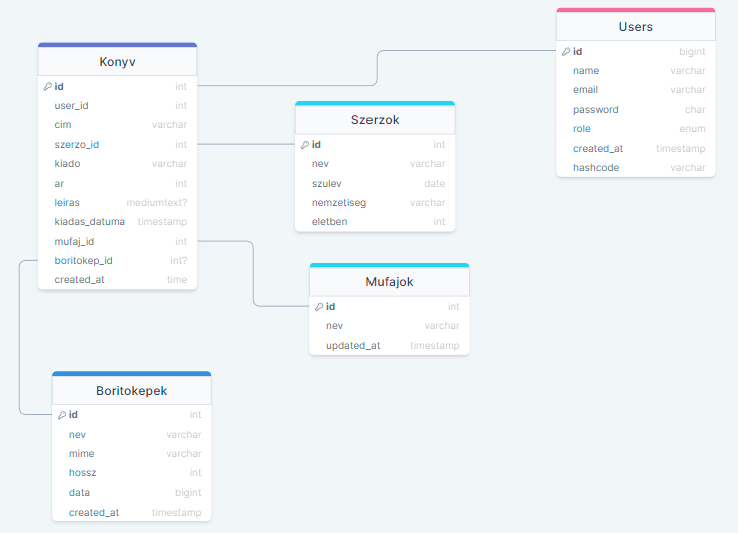 Konyv
id int
user_id int
cim varchar
szerzo_id int
kiado varchar
ar int
leiras mediumtext?
kiadas_datuma timestamp
mufaj_id int
boritokep_id int?
created_at time
Users
id bigint
name varchar
email varchar
password char
role enum
created_at timestamp
hashcode varchar
Szerzok
id int
nev varchar
szulev date
nemzetiseg varchar
eletben int
Mufajok
id int
nev varchar
updated_at timestamp
Boritokepek
id int
nev varchar
mime varchar
hossz int
data bigint
created_at timestamp